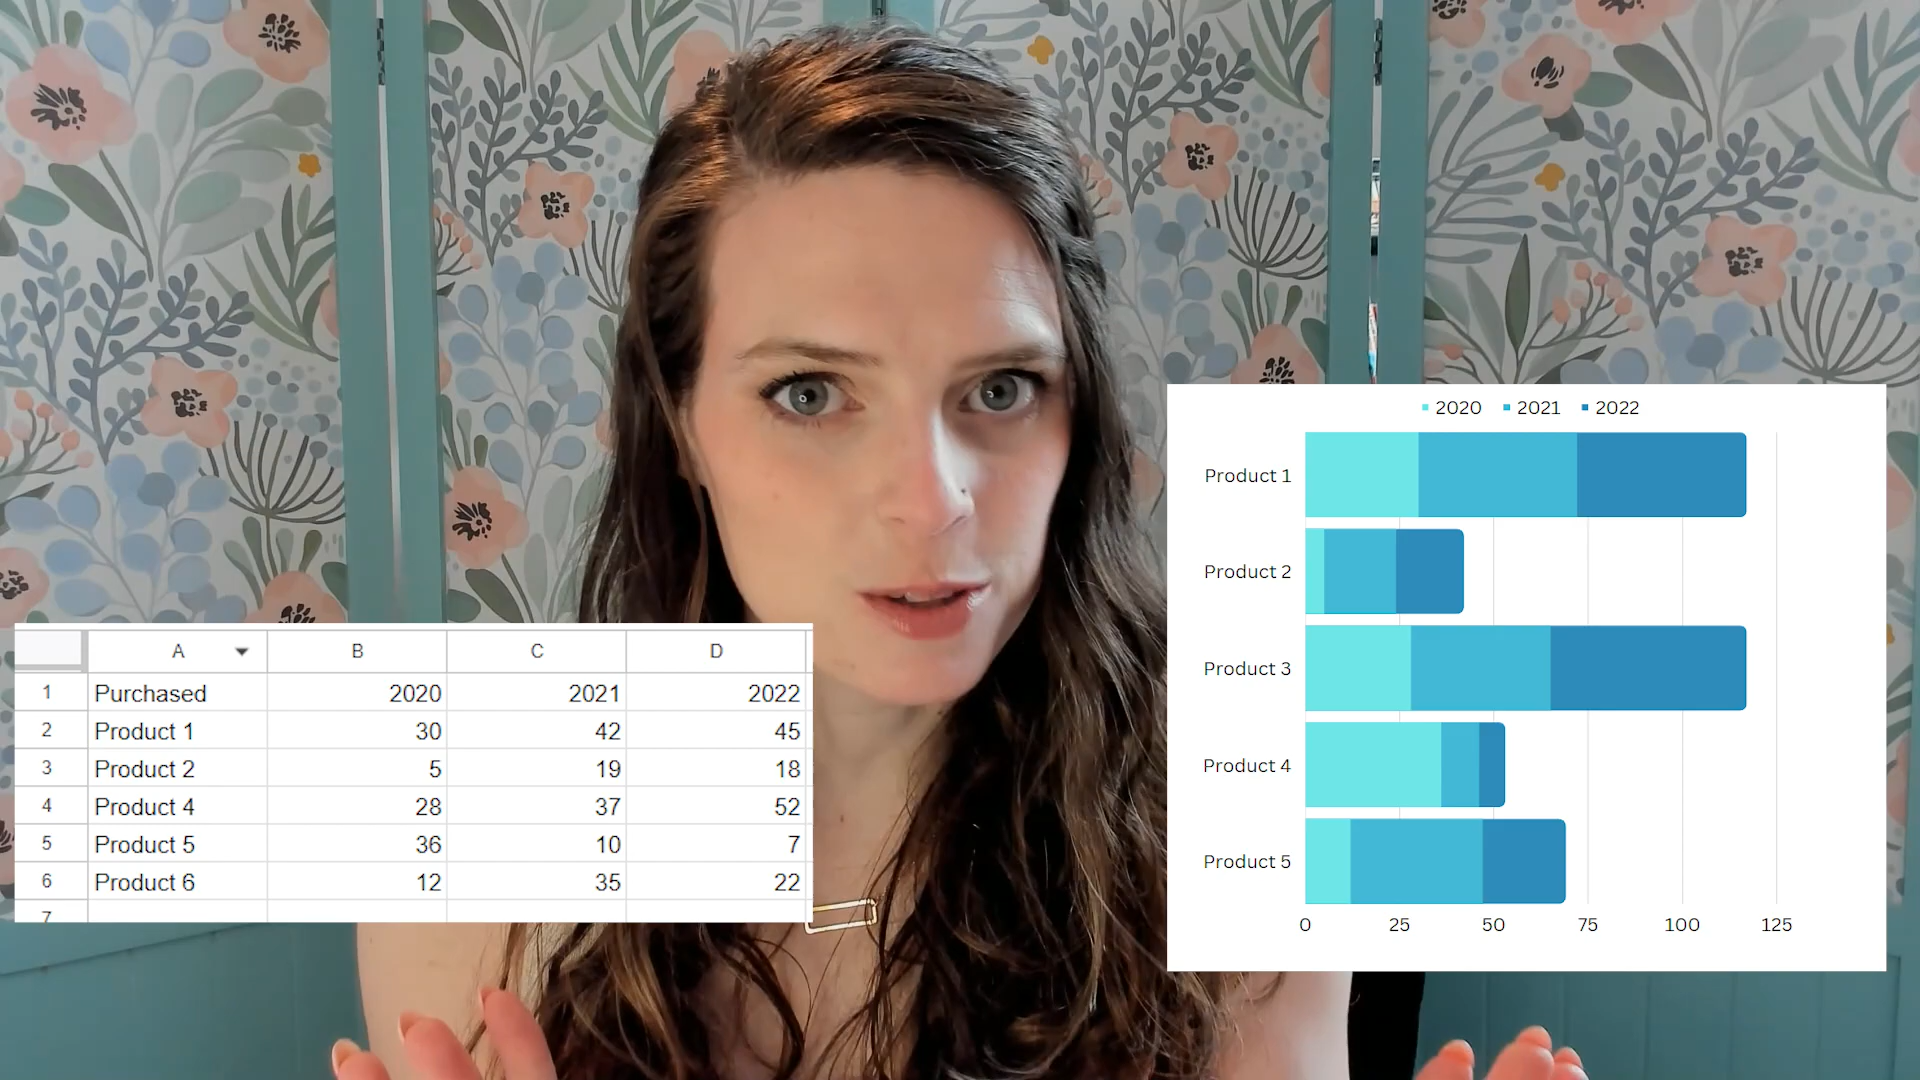 A B C D
1 Purchased 2020 2021 2022
2 Product 1 30 42 45
3 Product 2 5 19 18
4 Product 4 28 37 52
5 Product 5 36 10 7
6 Product 6 12 35 22
7
2020 2021 2022
Product 1
Product 2
Product 3
Product 4
Product 5
0 25 50 75 100 125